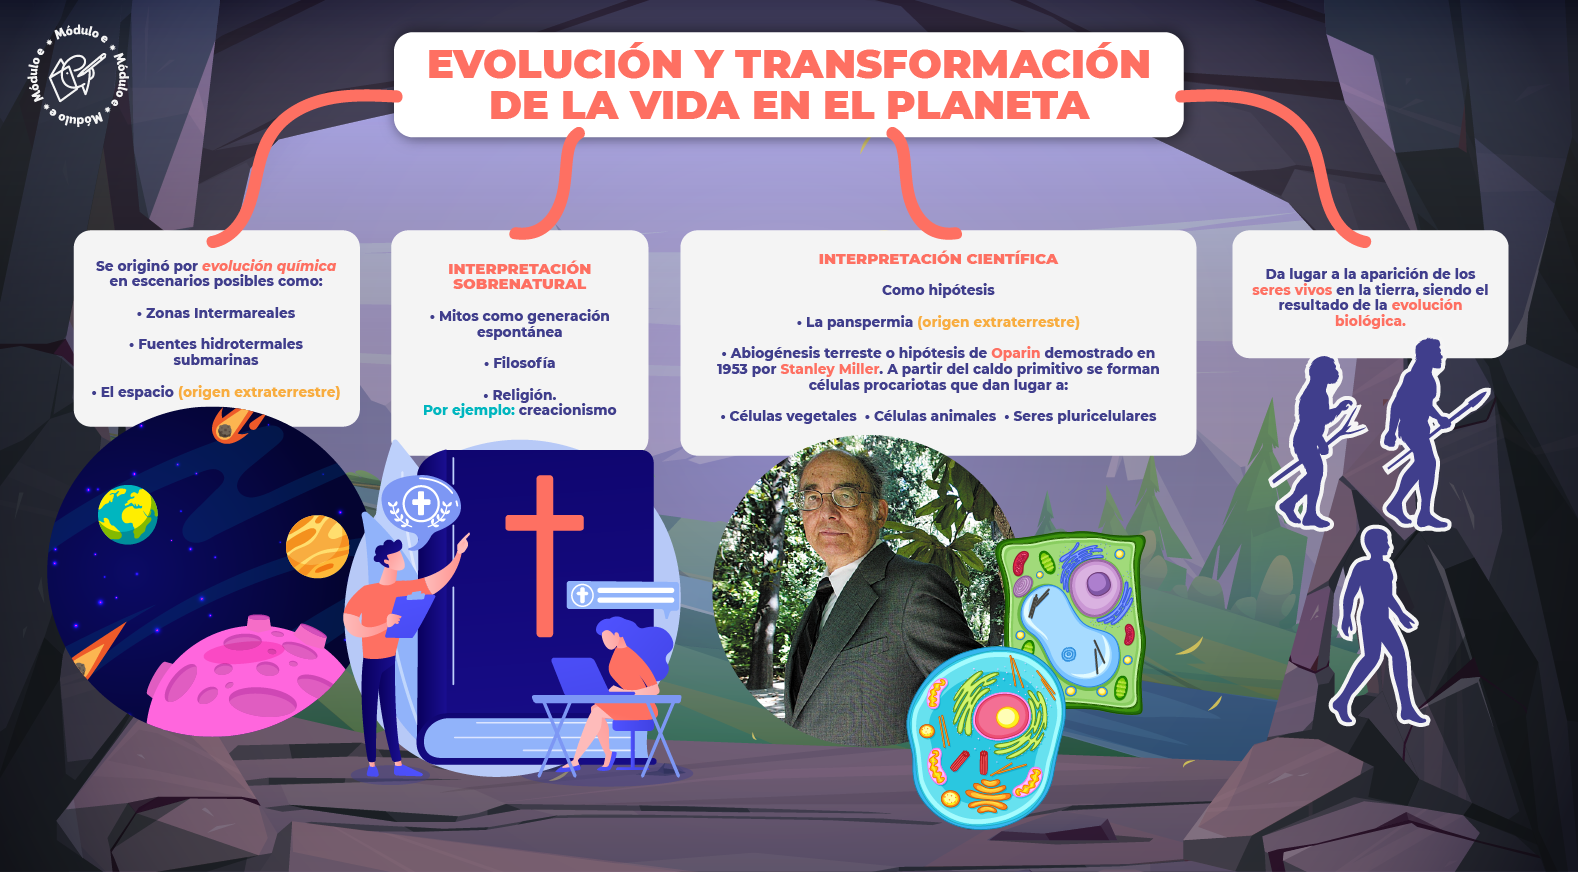 Módulo e * Módulo e * Módulo e * Módulo e *
EVOLUCIÓN Y TRANSFORMACIÓN
DE LA VIDA EN EL PLANETA
Se originó por evolución química
en escenarios posibles como:
• Zonas Intermareales
• Fuentes hidrotermales
submarinas
• El espacio (origen extraterrestre)
INTERPRETACIÓN
SOBRENATURAL
• Mitos como generación
espontánea
• Filosofía
• Religión.
Por ejemplo: creacionismo
INTERPRETACIÓN CIENTÍFICA
Como hipótesis
• La panspermia (origen extraterrestre)
• Abiogénesis terreste o hipótesis de Oparin demostrado en
1953 por Stanley Miller. A partir del caldo primitivo se forman
células procariotas que dan lugar a:
• Células vegetales • Células animales • Seres pluricelulares
Da lugar a la aparición de los
seres vivos en la tierra, siendo el
resultado de la evolución
biológica.